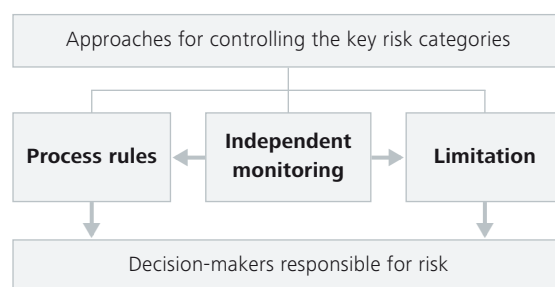 Approaches for controlling the key risk categories
Process rules
Independent
monitoring
Limitation
Decision-makers responsible for risk